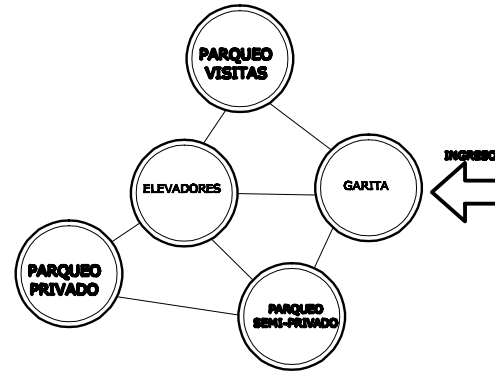 PARQUEO
VISITAS
INGRESO
ELEVADORES
GARITA
PARQUEO
PRIVADO
PARQUEO
SEMI-PRIVADO